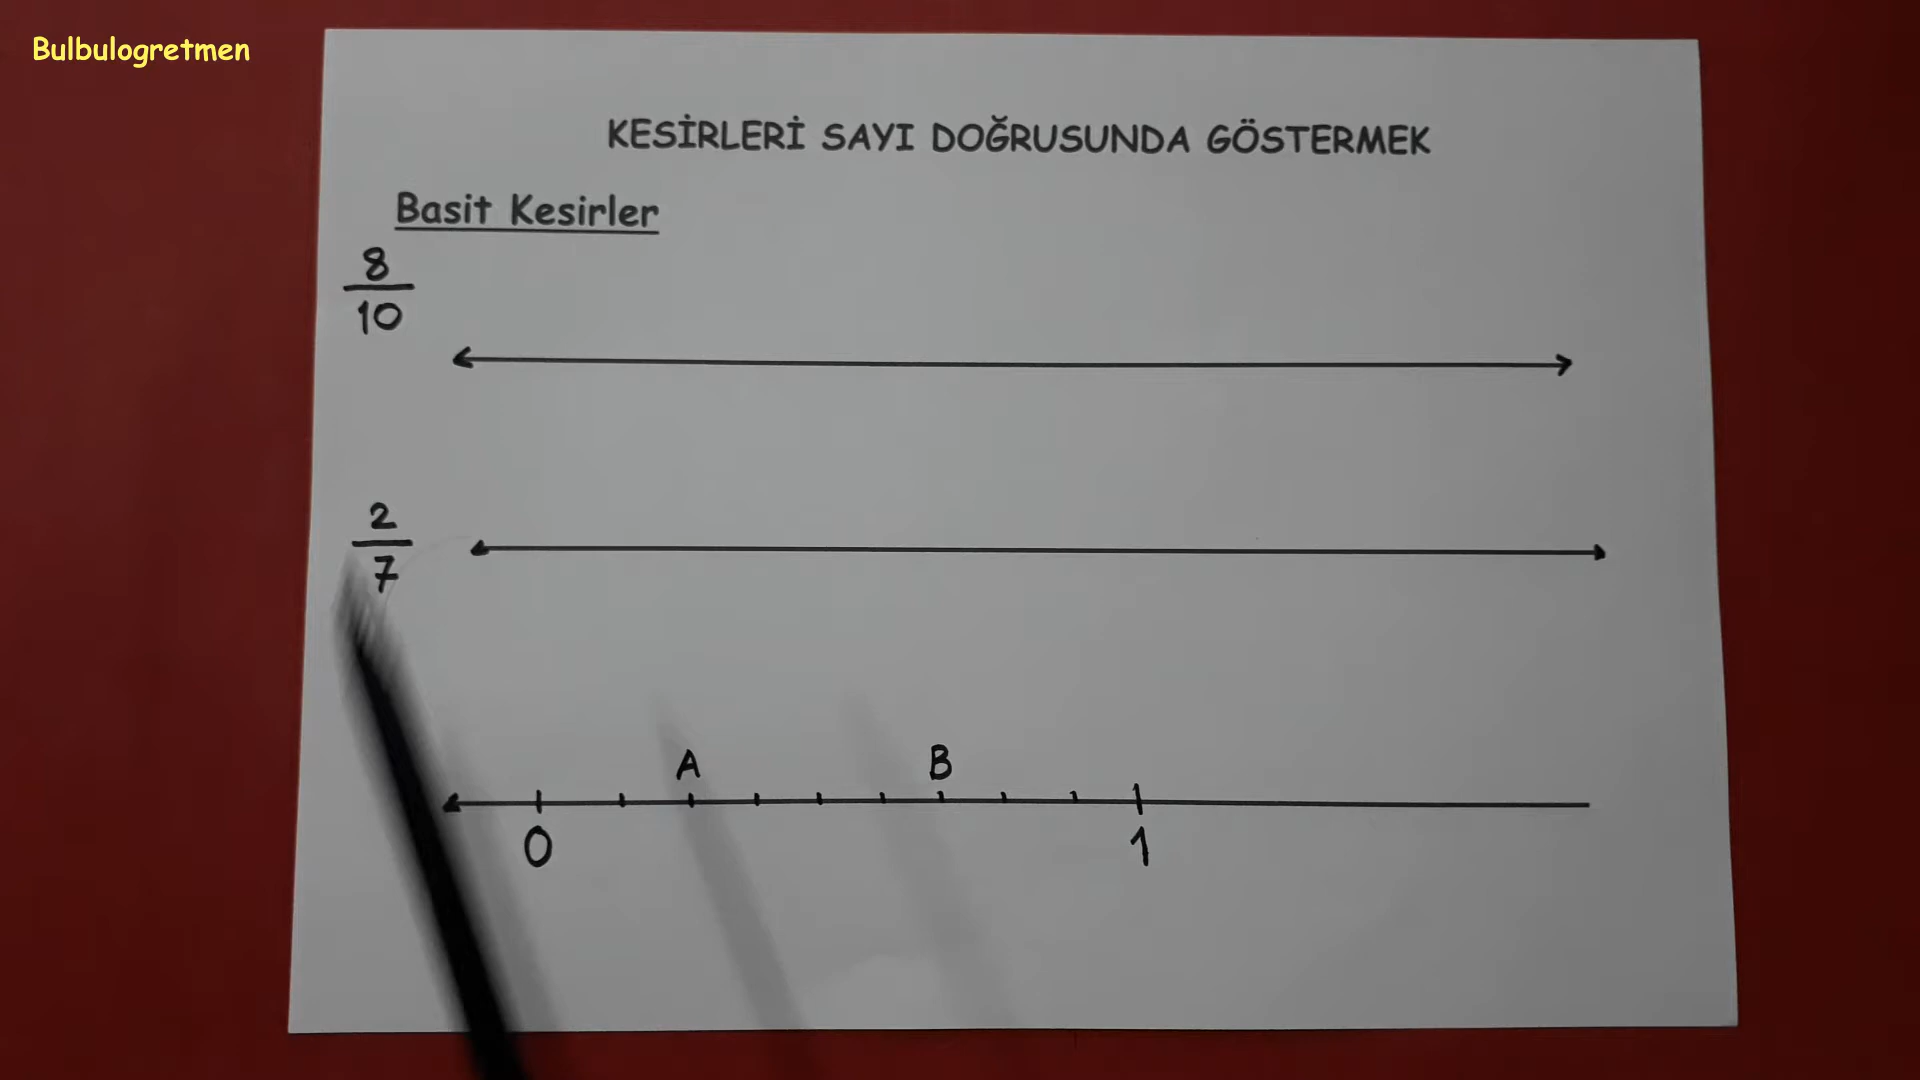 Bulbulogretmen
KESİRLERİ SAYI DOĞRUSUNDA GÖSTERMEK
Basit Kesirler
8
10
2
7
A B
0 1